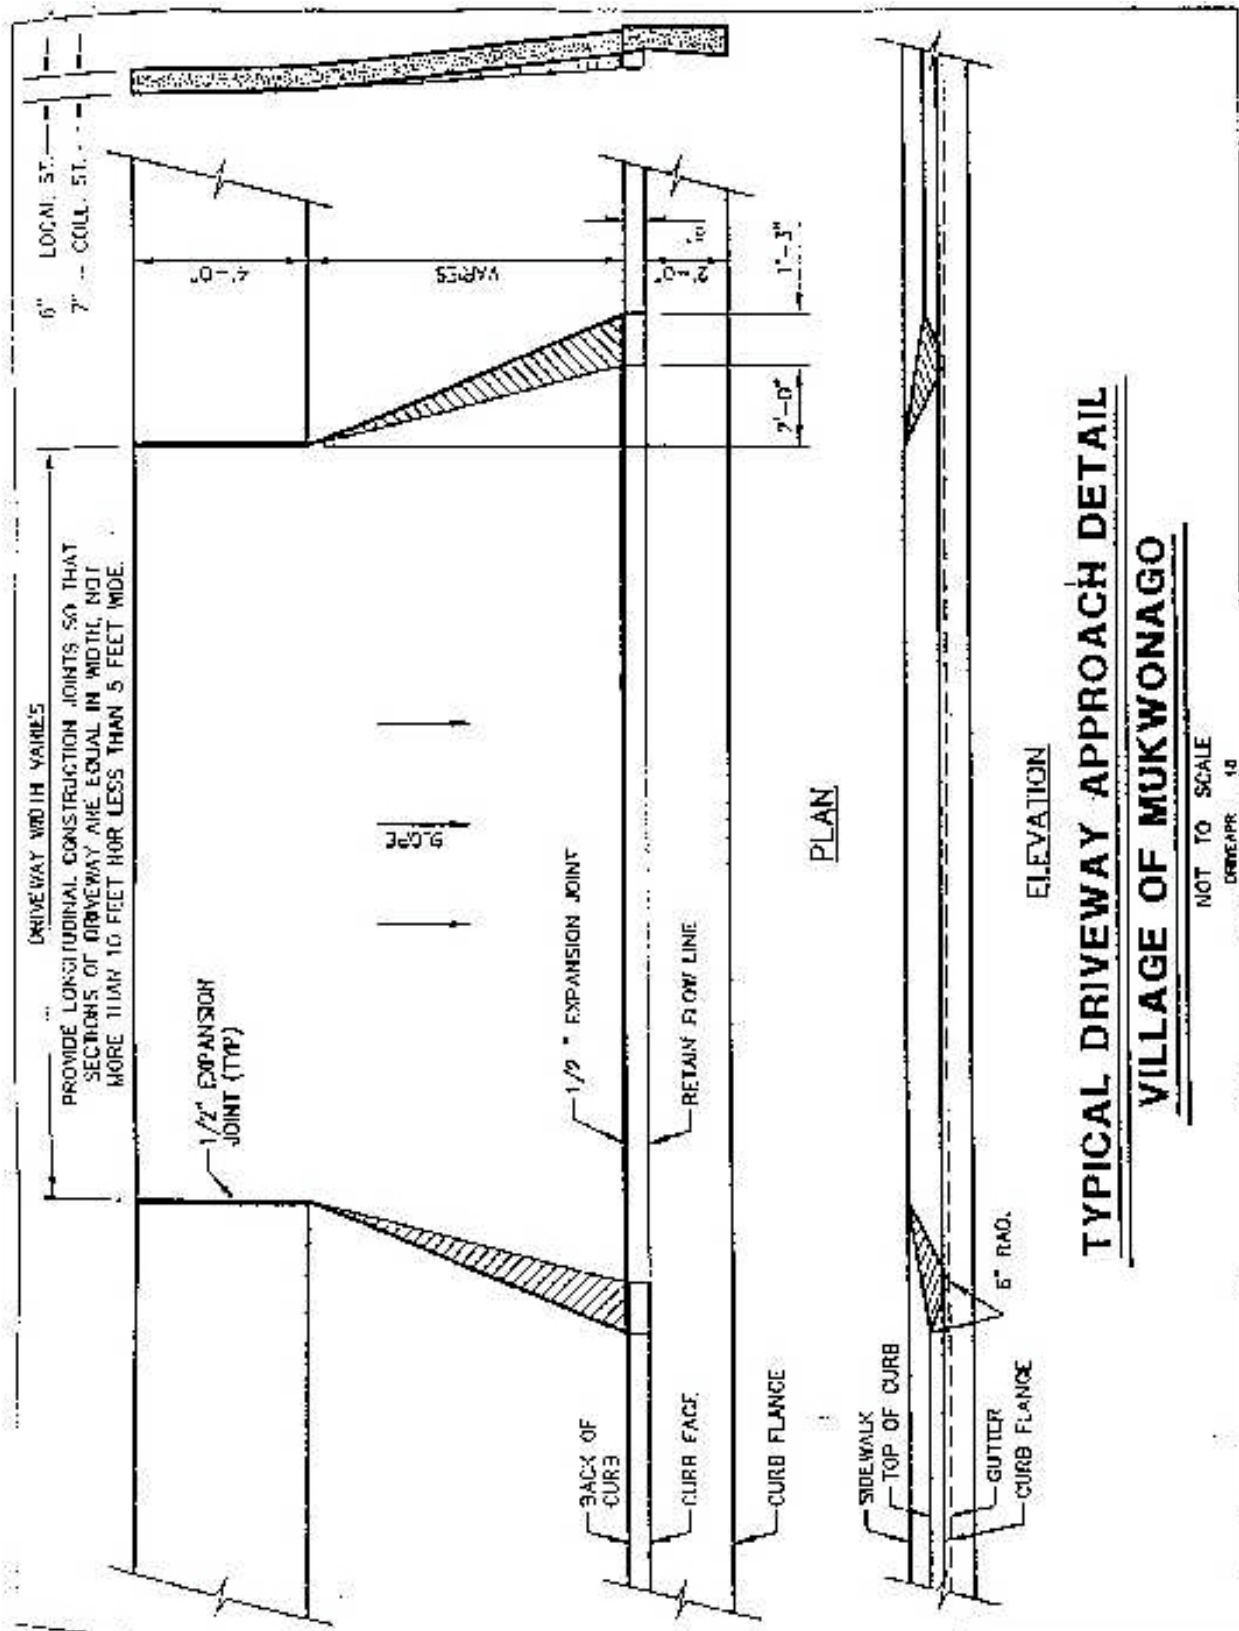 DRIVEWAY WIDTH VARIES
PROVIDE LONGITUDINAL CONSTRUCTION JOINTS SO THAT
SECTIONS OF DRIVEWAY ARE EQUAL IN WIDTH, NOT
MORE THAN 10 FEET NOR LESS THAN 5 FEET WIDE.
6" LOCAL ST.
7" COLL. ST.
1/2" EXPANSION
JOINT (TYP)
4'-0"
VARIES
SLOPE
1/2" EXPANSION JOINT
RETAIN FLOW LINE
2'-0"
2'-0"
1'-3"
BACK OF
CURB
CURB FACE
CURB FLANGE
PLAN
SIDEWALK
TOP OF CURB
GUTTER
CURB FLANGE
6" RAD.
ELEVATION
TYPICAL DRIVEWAY APPROACH DETAIL
VILLAGE OF MUKWONAGO
NOT TO SCALE
DRIVEAPR